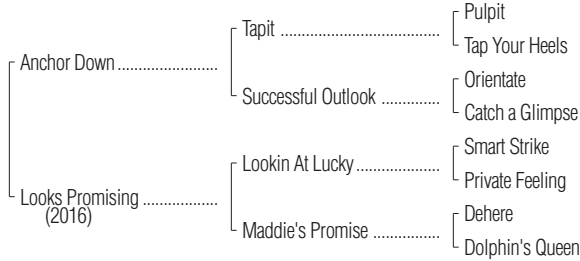 Pulpit
Tapit ........................
Tap Your Heels
Anchor Down ........................
Orientate
Successful Outlook ..............
Catch a Glimpse
Smart Strike
Lookin At Lucky....................
Private Feeling
Looks Promising ..................
(2016)
Dehere
Maddie's Promise ................
Dolphin's Queen